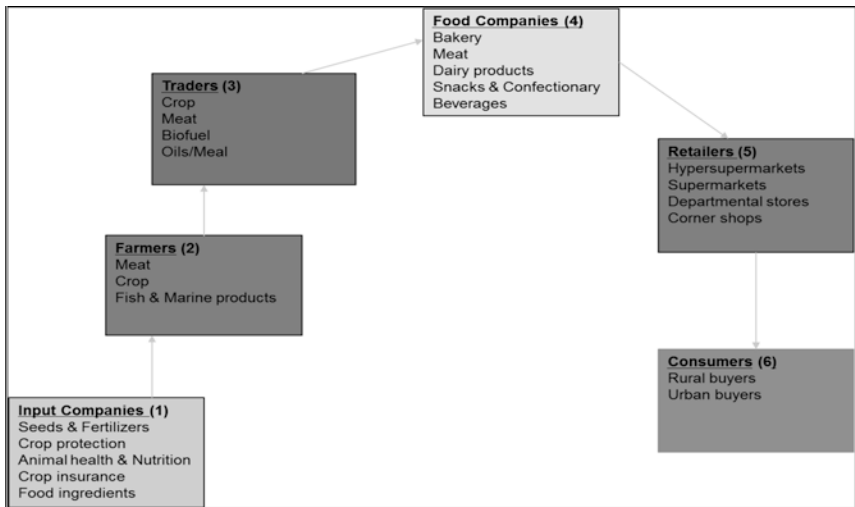 Food Companies (4)
Bakery
Meat
Dairy products
Snacks & Confectionary
Beverages
Traders (3)
Crop
Meat
Biofuel
Oils/Meal
Retailers (5)
Hypersupermarkets
Supermarkets
Departmental stores
Corner shops
Farmers (2)
Meat
Crop
Fish & Marine products
Consumers (6)
Rural buyers
Urban buyers
Input Companies (1)
Seeds & Fertilizers
Crop protection
Animal health & Nutrition
Crop insurance
Food ingredients